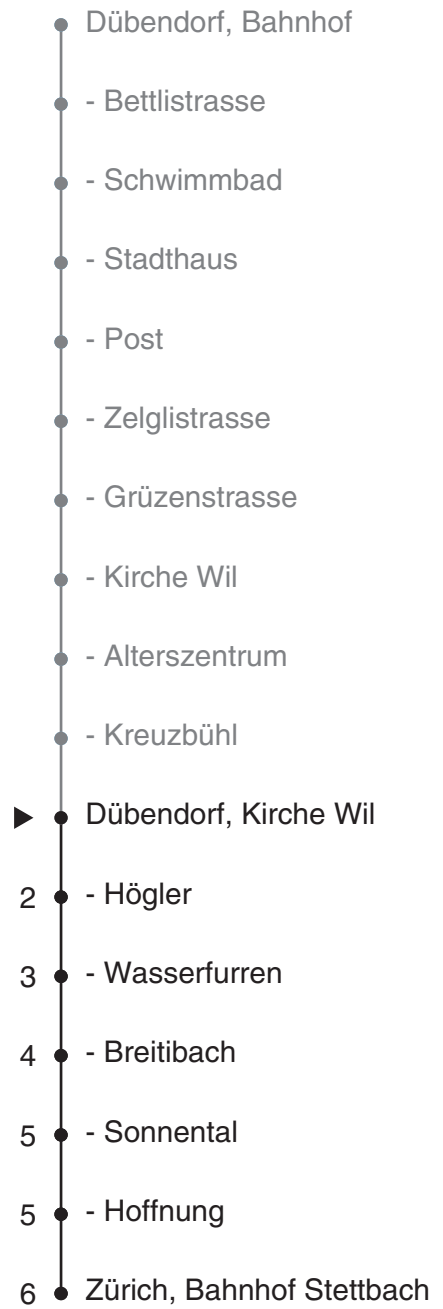 Dübendorf, Bahnhof
- Bettlistrasse
- Schwimmbad
- Stadthaus
- Post
- Zelglistrasse
- Grüzenstrasse
- Kirche Wil
- Alterszentrum
- Kreuzbühl
Dübendorf, Kirche Wil
2 - Högler
3 - Wasserfurren
4 - Breitibach
5 - Sonnental
5 - Hoffnung
6 Zürich, Bahnhof Stettbach